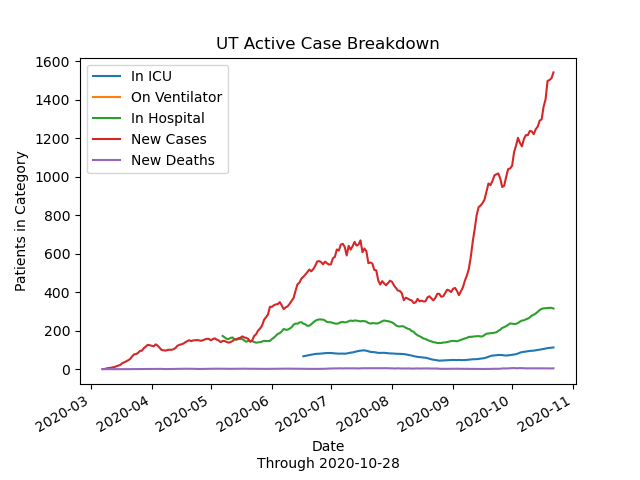 UT Active Case Breakdown
In ICU
On Ventilator
In Hospital
New Cases
New Deaths
Patients in Category
1600
1400
1200
1000
800
600
400
200
0
2020-03
2020-04
2020-05
2020-06
2020-07
2020-08
2020-09
2020-10
2020-11
Date
Through 2020-10-28